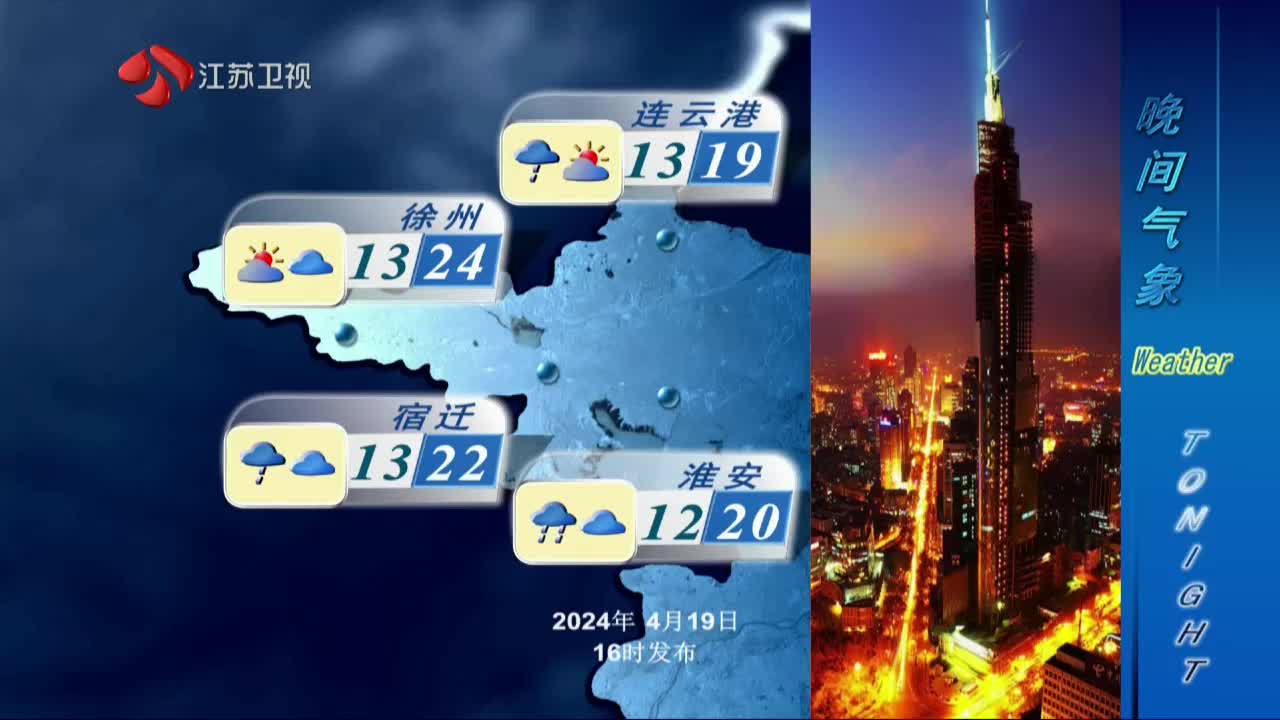 江苏卫视
连云港
13 19
徐州
13 24
宿迁
13 22
淮安
12 20
2024年 4月19日
16时发布
晚间气象
Weather
TONIGHT